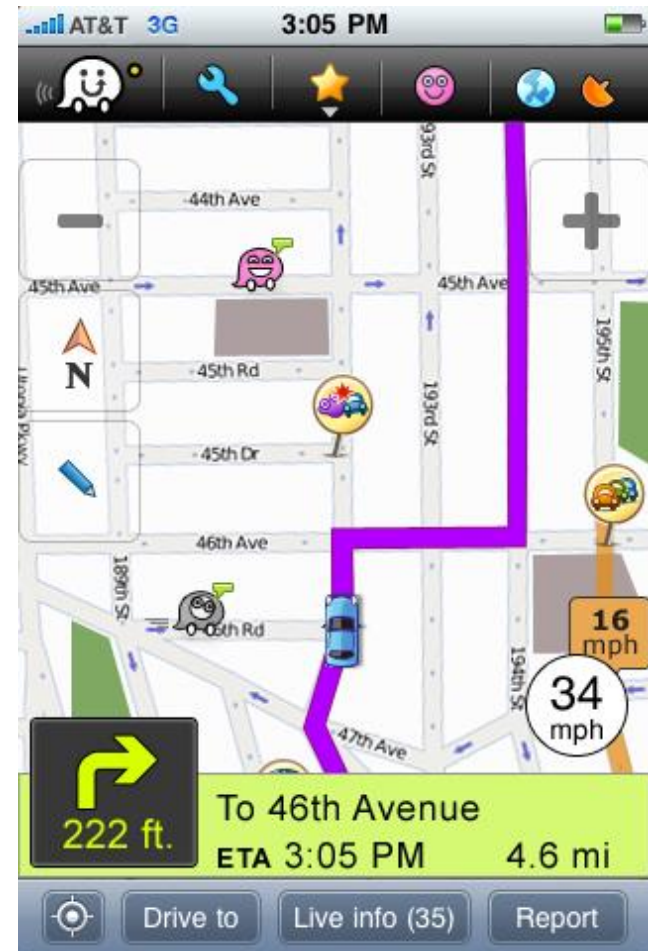 AT&T 3G 3:05 PM
93rd St
44th Ave
45th Ave
45th Ave
195th St
N
45th Rd
193rd St
45th Dr
46th Ave
189th St
16
mph
194th St
34
mph
47th Ave
222 ft.
To 46th Avenue
ETA 3:05 PM 4.6 mi
Drive to Live info (35) Report